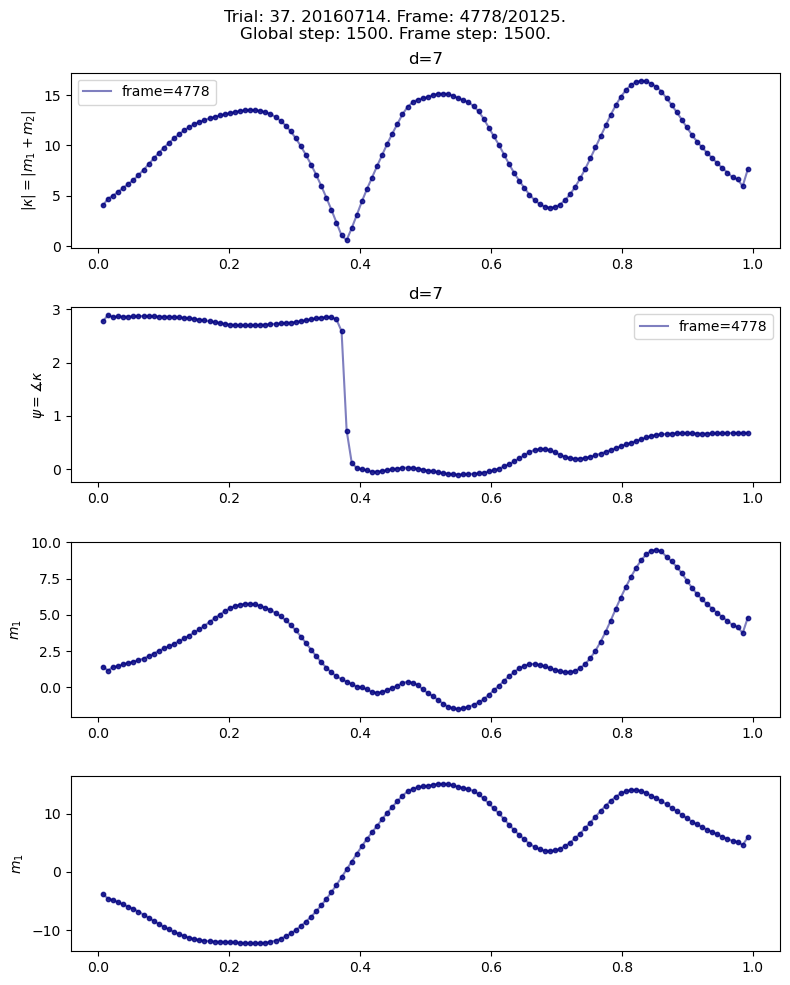 Trial: 37. 20160714. Frame: 4778/20125.
Global step: 1500. Frame step: 1500.
d=7
|κ| = |m₁ + m₂|
frame=4778
15
10
5
0
0.0 0.2 0.4 0.6 0.8 1.0
d=7
ψ = ∡κ
frame=4778
3
2
1
0
0.0 0.2 0.4 0.6 0.8 1.0
m₁
10.0
7.5
5.0
2.5
0.0
0.0 0.2 0.4 0.6 0.8 1.0
m₁
10
0
−10
0.0 0.2 0.4 0.6 0.8 1.0